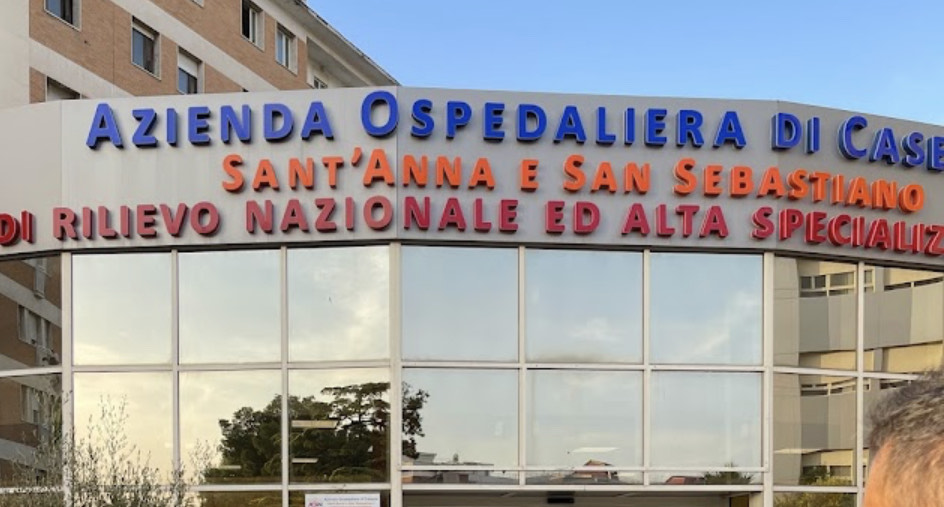 AZIENDA OSPEDALIERA DI CASE
SANT'ANNA E SAN SEBASTIANO
DI RILIEVO NAZIONALE ED ALTA SPECIALIZ